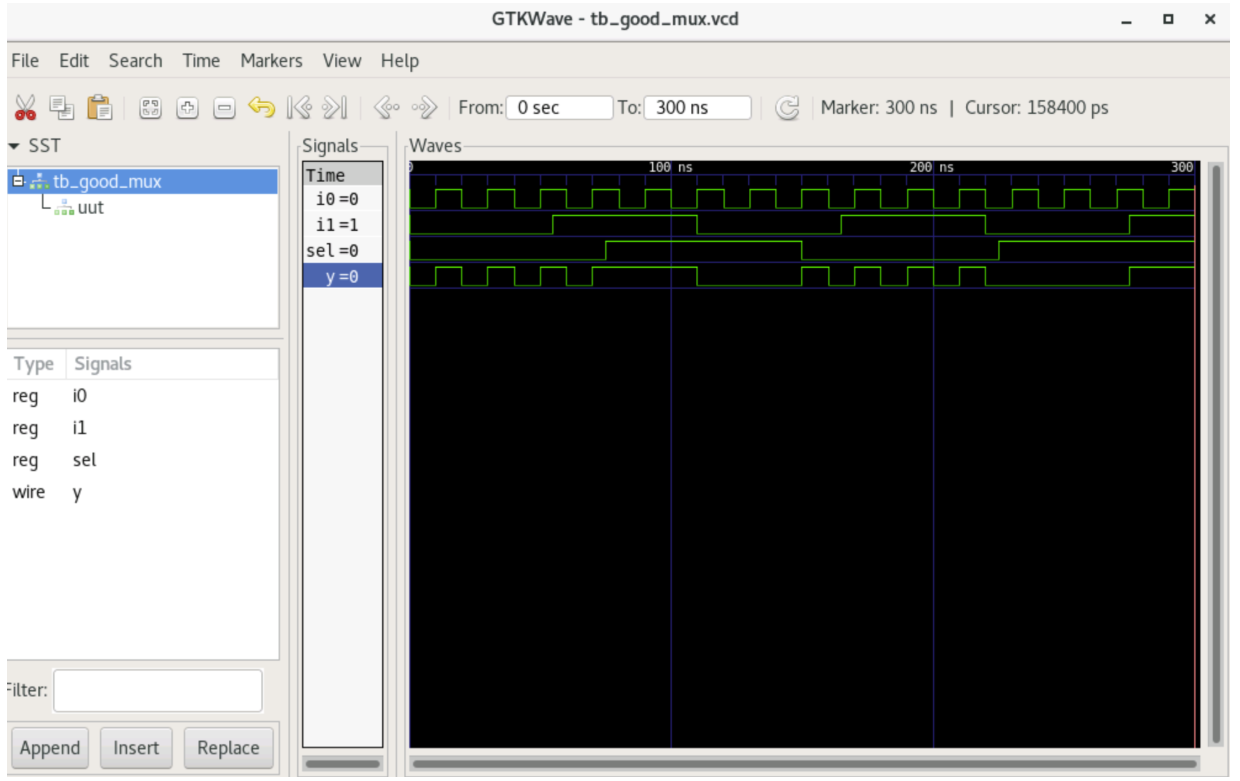 GTKWave - tb_good_mux.vcd
File Edit Search Time Markers View Help
From: 0 sec To: 300 ns Marker: 300 ns | Cursor: 158400 ps
SST
tb_good_mux
uut
Type Signals
reg i0
reg i1
reg sel
wire y
Filter:
Append Insert Replace
Signals
Time
i0=0
i1=1
sel=0
y=0
Waves
0 100 ns 200 ns 300